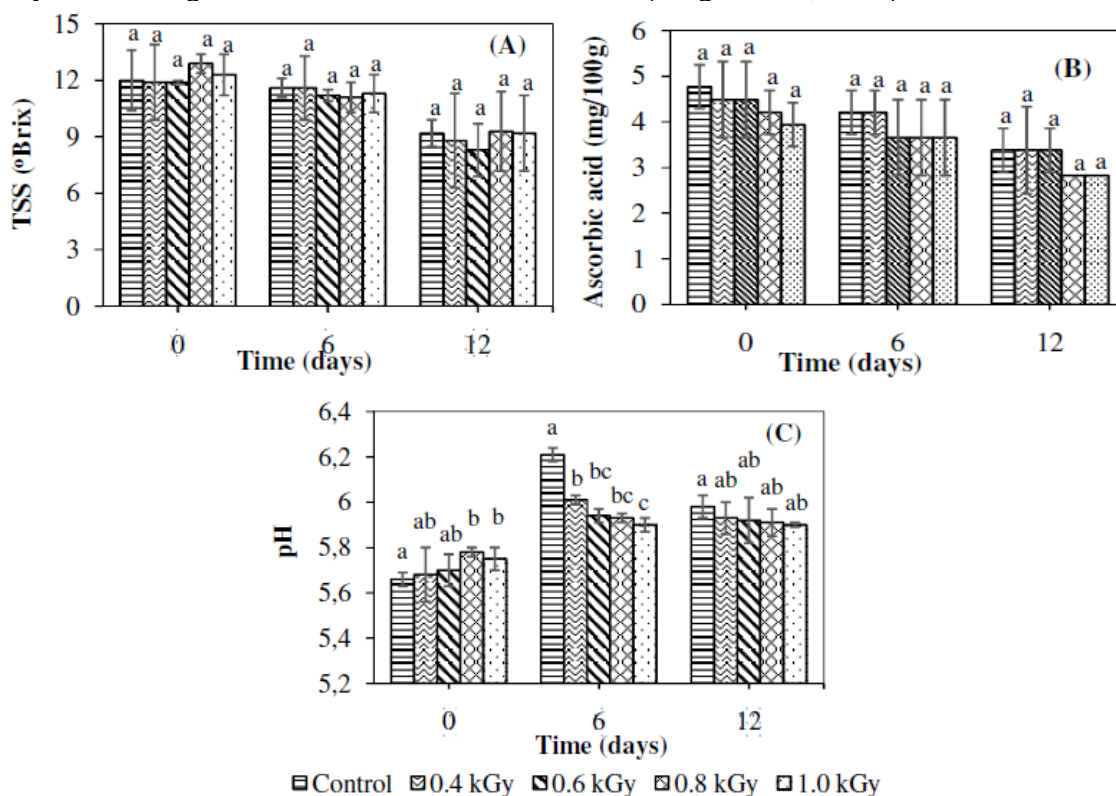 (A)
TSS (ºBrix)
15
12
9
6
3
0
a a a a a
a a a a a
a a a a a
0 6 12
Time (days)
(B)
Ascorbic acid (mg/100g)
6
5
4
3
2
1
0
a a a a a
a a a a a
a a a a a
0 6 12
Time (days)
(C)
pH
6,4
6,2
6
5,8
5,6
5,4
5,2
a ab ab b b
a b bc bc c
a ab ab ab ab
0 6 12
Time (days)
Control 0.4 kGy 0.6 kGy 0.8 kGy 1.0 kGy